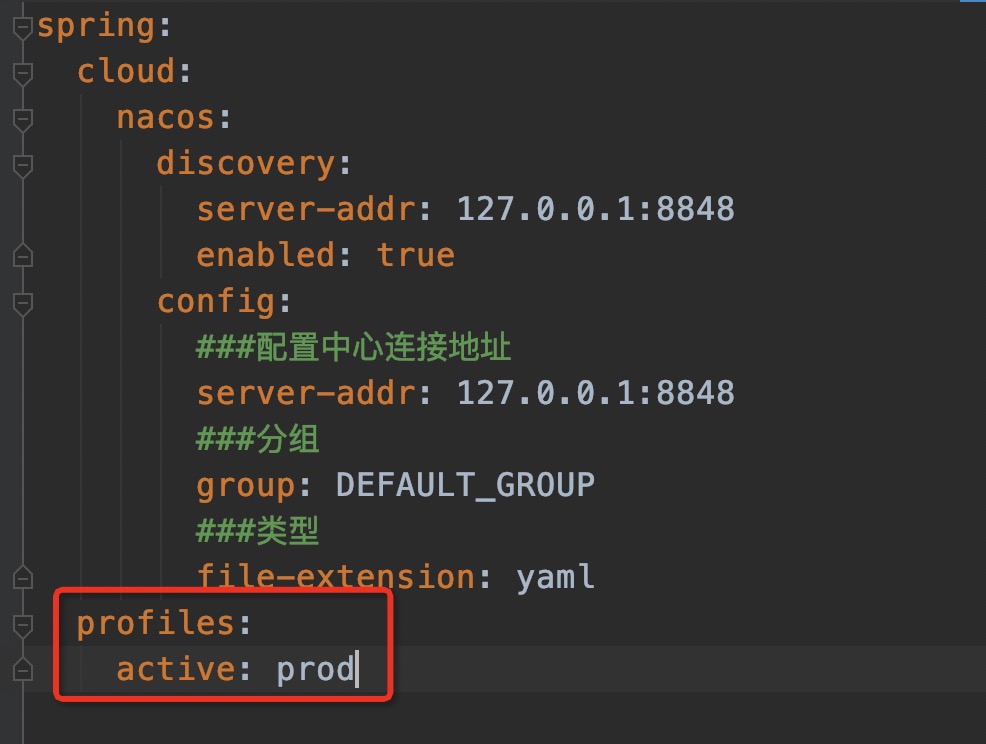 spring:
  cloud:
    nacos:
      discovery:
        server-addr: 127.0.0.1:8848
        enabled: true
      config:
        ###配置中心连接地址
        server-addr: 127.0.0.1:8848
        ###分组
        group: DEFAULT_GROUP
        ###类型
        file-extension: yaml
  profiles:
    active: prod